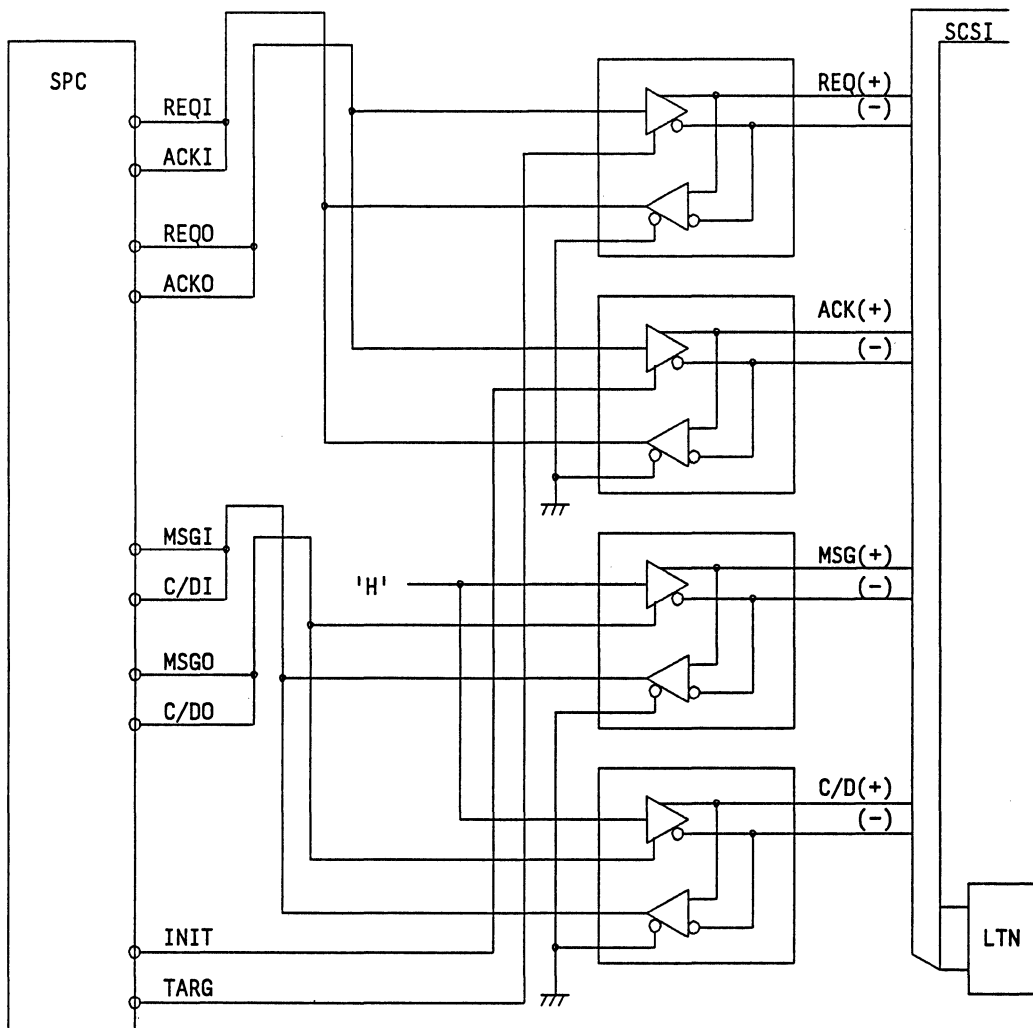 SCSI
SPC
REQI
ACKI
REQO
ACKO
REQ(+)
(-)
ACK(+)
(-)
MSGI
C/DI
MSGO
C/DO
'H'
MSG(+)
(-)
C/D(+)
(-)
INIT
TARG
LTN